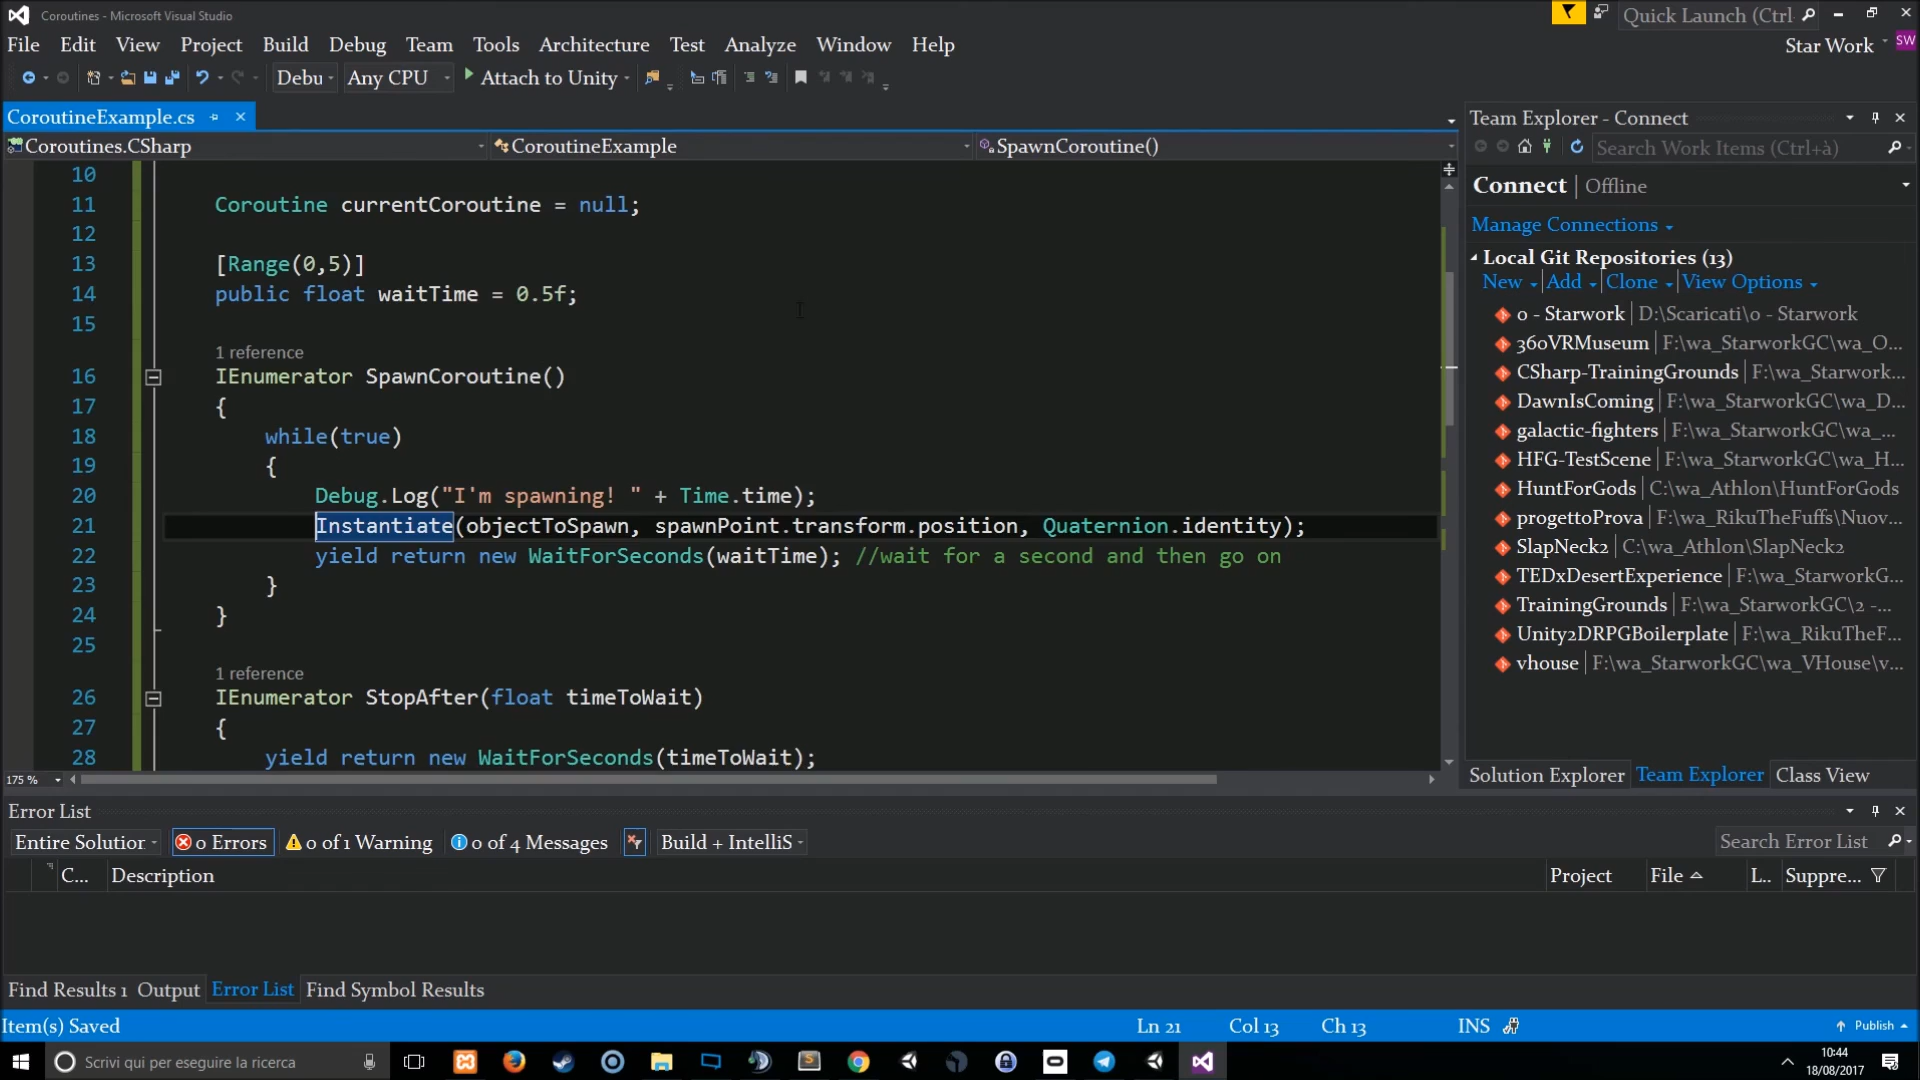 Coroutines - Microsoft Visual Studio
Quick Launch (Ctrl
File Edit View Project Build Debug Team Tools Test Architecture Analyze Window Help
Star Work SW
Debu Any CPU Attach to Unity
CoroutineExample.cs
Coroutines.CSharp CoroutineExample SpawnCoroutine()
10
11 Coroutine currentCoroutine = null;
12
13 [Range(0,5)]
14 public float waitTime = 0.5f;
15
1 reference
16 IEnumerator SpawnCoroutine()
17 {
18 while(true)
19 {
20 Debug.Log("I'm spawning! " + Time.time);
21 Instantiate(objectToSpawn, spawnPoint.transform.position, Quaternion.identity);
22 yield return new WaitForSeconds(waitTime); //wait for a second and then go on
23 }
24 }
25
1 reference
26 IEnumerator StopAfter(float timeToWait)
27 {
28 yield return new WaitForSeconds(timeToWait);
175 %
Team Explorer - Connect
Search Work Items (Ctrl+à)
Connect | Offline
Manage Connections
Local Git Repositories (13)
New Add Clone View Options
0 - Starwork D:\Scaricati\0 - Starwork
360VRMuseum F:\wa_StarworkGC\wa_O...
CSharp-TrainingGrounds F:\wa_Starwork...
DawnIsComing F:\wa_StarworkGC\wa_D...
galactic-fighters F:\wa_StarworkGC\wa_...
HFG-TestScene F:\wa_StarworkGC\wa_H...
HuntForGods C:\wa_Athlon\HuntForGods
progettoProva F:\wa_RikuTheFuffs\Nuov...
SlapNeck2 C:\wa_Athlon\SlapNeck2
TEDxDesertExperience F:\wa_StarworkG...
TrainingGrounds F:\wa_StarworkGC\2 -...
Unity2DRPGBoilerplate F:\wa_RikuTheF...
vhouse F:\wa_StarworkGC\wa_VHouse\v...
Solution Explorer Team Explorer Class View
Error List
Entire Solution 0 Errors 0 of 1 Warning 0 of 4 Messages Build + IntelliS
Search Error List
C... Description Project File L.. Suppre...
Find Results 1 Output Error List Find Symbol Results
Item(s) Saved Ln 21 Col 13 Ch 13 INS Publish
Scrivi qui per eseguire la ricerca
10:44
18/08/2017